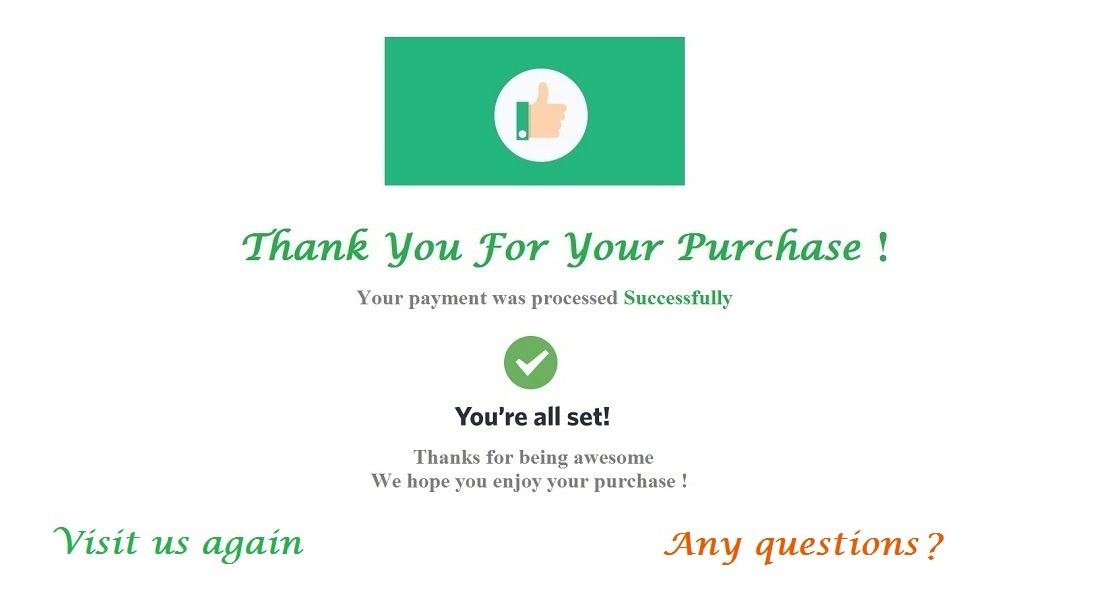 Thank You For Your Purchase !
Your payment was processed Successfully
You're all set!
Thanks for being awesome
We hope you enjoy your purchase !
Visit us again
Any questions ?